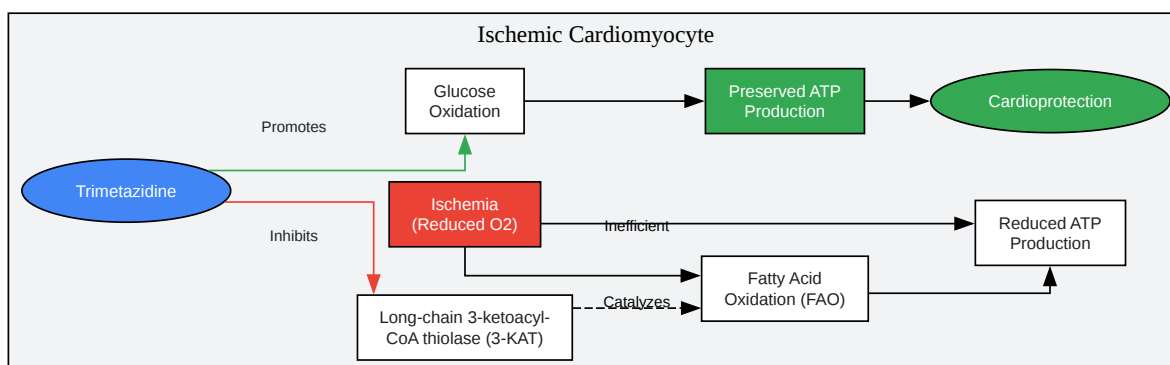 Ischemic Cardiomyocyte
Glucose
Oxidation
Preserved ATP
Production
Cardioprotection
Promotes
Trimetazidine
Ischemia
(Reduced O2)
Inefficient
Reduced ATP
Production
Inhibits
Fatty Acid
Oxidation (FAO)
Catalyzes
Long-chain 3-ketoacyl-
CoA thiolase (3-KAT)